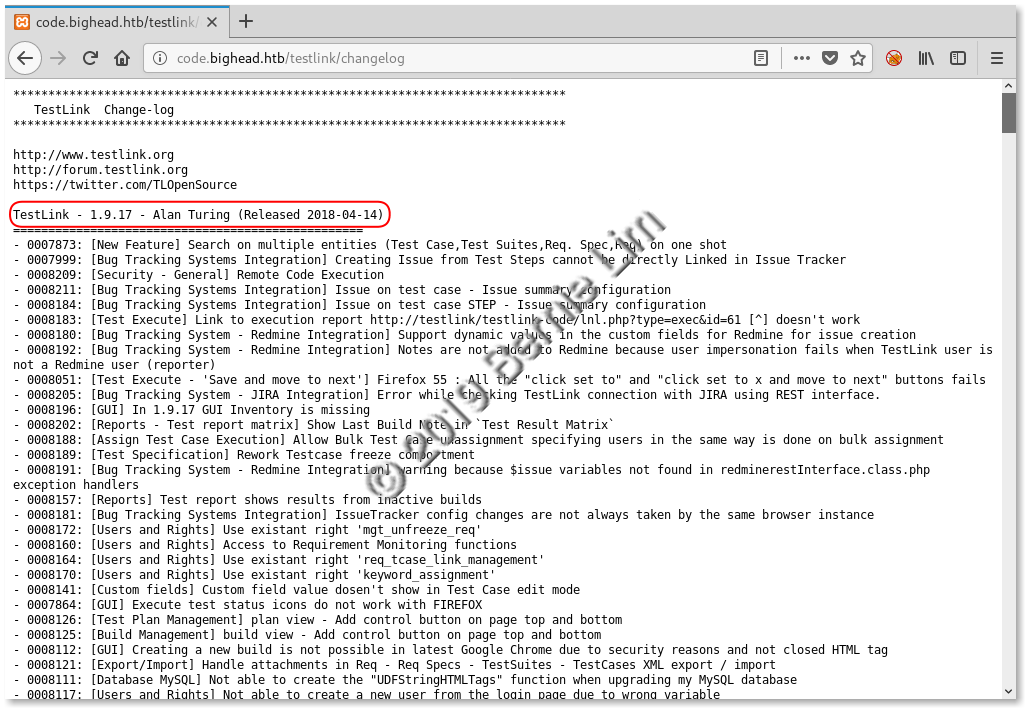 code.bighead.htb/testlink/
code.bighead.htb/testlink/changelog
*******************************************************************************
TestLink Change-log
*******************************************************************************
http://www.testlink.org
http://forum.testlink.org
https://twitter.com/TLOpenSource
TestLink - 1.9.17 - Alan Turing (Released 2018-04-14)
==================================================
- 0007873: [New Feature] Search on multiple entities (Test Case,Test Suites,Req. Spec,Req) on one shot
- 0007999: [Bug Tracking Systems Integration] Creating Issue from Test Steps cannot be directly Linked in Issue Tracker
- 0008209: [Security - General] Remote Code Execution
- 0008211: [Bug Tracking Systems Integration] Issue on test case - Issue summary configuration
- 0008184: [Bug Tracking Systems Integration] Issue on test case STEP - Issue summary configuration
- 0008183: [Test Execute] Link to execution report http://testlink/testlink-code/lnl.php?type=exec&id=61 [^] doesn't work
- 0008180: [Bug Tracking System - Redmine Integration] Support dynamic values in the custom fields for Redmine for issue creation
- 0008192: [Bug Tracking System - Redmine Integration] Notes are not added to Redmine because user impersonation fails when TestLink user is
not a Redmine user (reporter)
- 0008051: [Test Execute - 'Save and move to next'] Firefox 55 : All the "click set to" and "click set to x and move to next" buttons fails
- 0008205: [Bug Tracking System - JIRA Integration] Error while checking TestLink connection with JIRA using REST interface.
- 0008196: [GUI] In 1.9.17 GUI Inventory is missing
- 0008202: [Reports - Test report matrix] Show Last Build Note in `Test Result Matrix`
- 0008188: [Assign Test Case Execution] Allow Bulk Test Case unassignment specifying users in the same way is done on bulk assignment
- 0008189: [Test Specification] Rework Testcase freeze comportment
- 0008191: [Bug Tracking System - Redmine Integration] warning because $issue variables not found in redminerestInterface.class.php
exception handlers
- 0008157: [Reports] Test report shows results from inactive builds
- 0008181: [Bug Tracking Systems Integration] IssueTracker config changes are not always taken by the same browser instance
- 0008172: [Users and Rights] Use existant right 'mgt_unfreeze_req'
- 0008160: [Users and Rights] Access to Requirement Monitoring functions
- 0008164: [Users and Rights] Use existant right 'req_tcase_link_management'
- 0008170: [Users and Rights] Use existant right 'keyword_assignment'
- 0008141: [Custom fields] Custom field value dosen't show in Test Case edit mode
- 0007864: [GUI] Execute test status icons do not work with FIREFOX
- 0008126: [Test Plan Management] plan view - Add control button on page top and bottom
- 0008125: [Build Management] build view - Add control button on page top and bottom
- 0008112: [GUI] Creating a new build is not possible in latest Google Chrome due to security reasons and not closed HTML tag
- 0008121: [Export/Import] Handle attachments in Req - Req Specs - TestSuites - TestCases XML export / import
- 0008111: [Database MySQL] Not able to create the "UDFStringHTMLTags" function when upgrading my MySQL database
- 0008117: [Users and Rights] Not able to create a new user from the login page due to wrong variable
© 2019 Bernie Lim